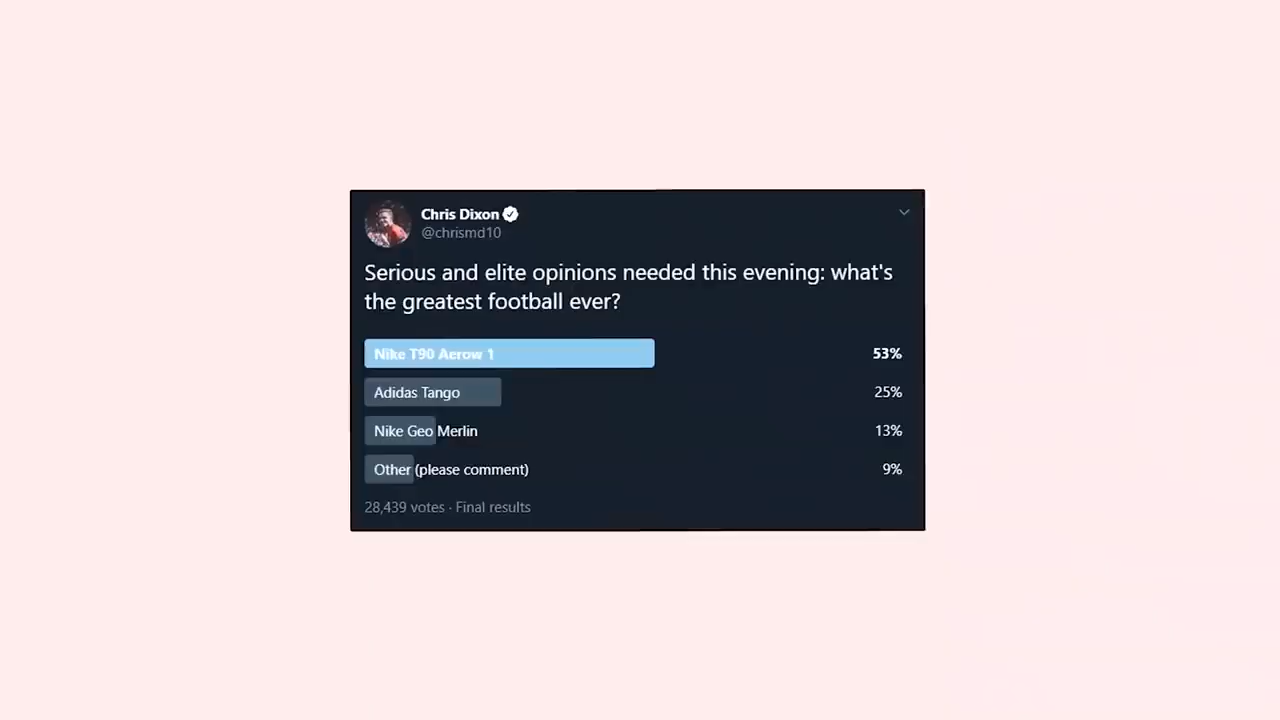 Chris Dixon
@chrismd10
Serious and elite opinions needed this evening: what's
the greatest football ever?
Nike T90 Aerow 1 53%
Adidas Tango 25%
Nike Geo Merlin 13%
Other (please comment) 9%
28,439 votes · Final results